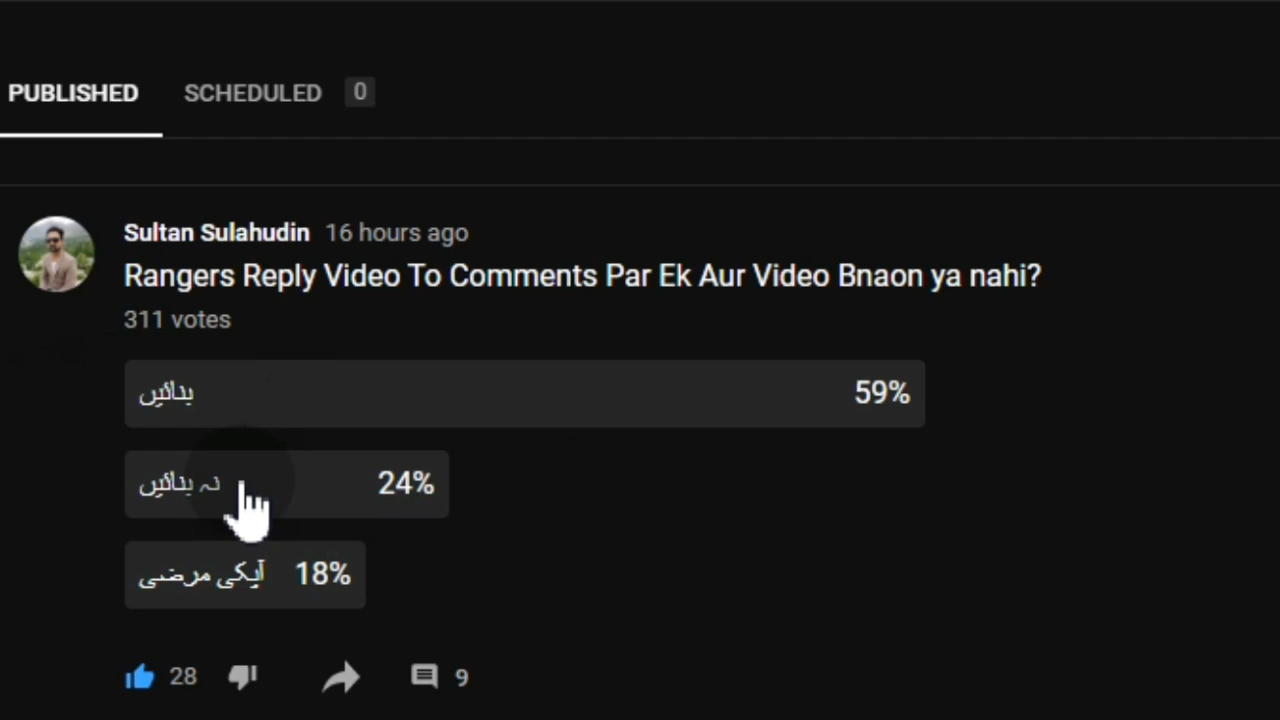 PUBLISHED SCHEDULED 0
Sultan Sulahudin 16 hours ago
Rangers Reply Video To Comments Par Ek Aur Video Bnaon ya nahi?
311 votes
بنائیں 59%
نہ بنائیں 24%
آپکی مرضی 18%
28 9